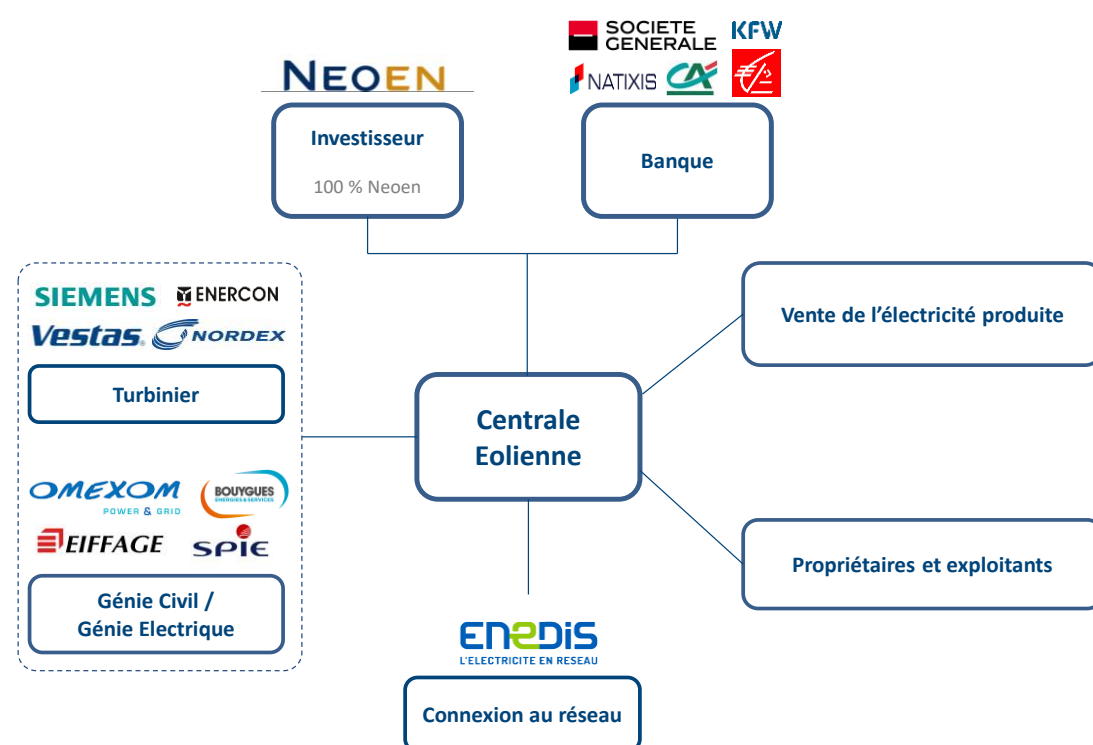 NEOEN
SOCIETE
GENERALE
KFW
NATIXIS
CA
Investisseur
100 % Neoen
Banque
SIEMENS
ENERCON
Vestas®
NORDEX
Turbinier
OMEXOM
POWER & GRID
BOUYGUES
ENERGIES & SERVICES
EIFFAGE
SPIE
Génie Civil /
Génie Electrique
Centrale
Eolienne
Vente de l’électricité produite
Propriétaires et exploitants
ENEDIS
L'ELECTRICITE EN RESEAU
Connexion au réseau